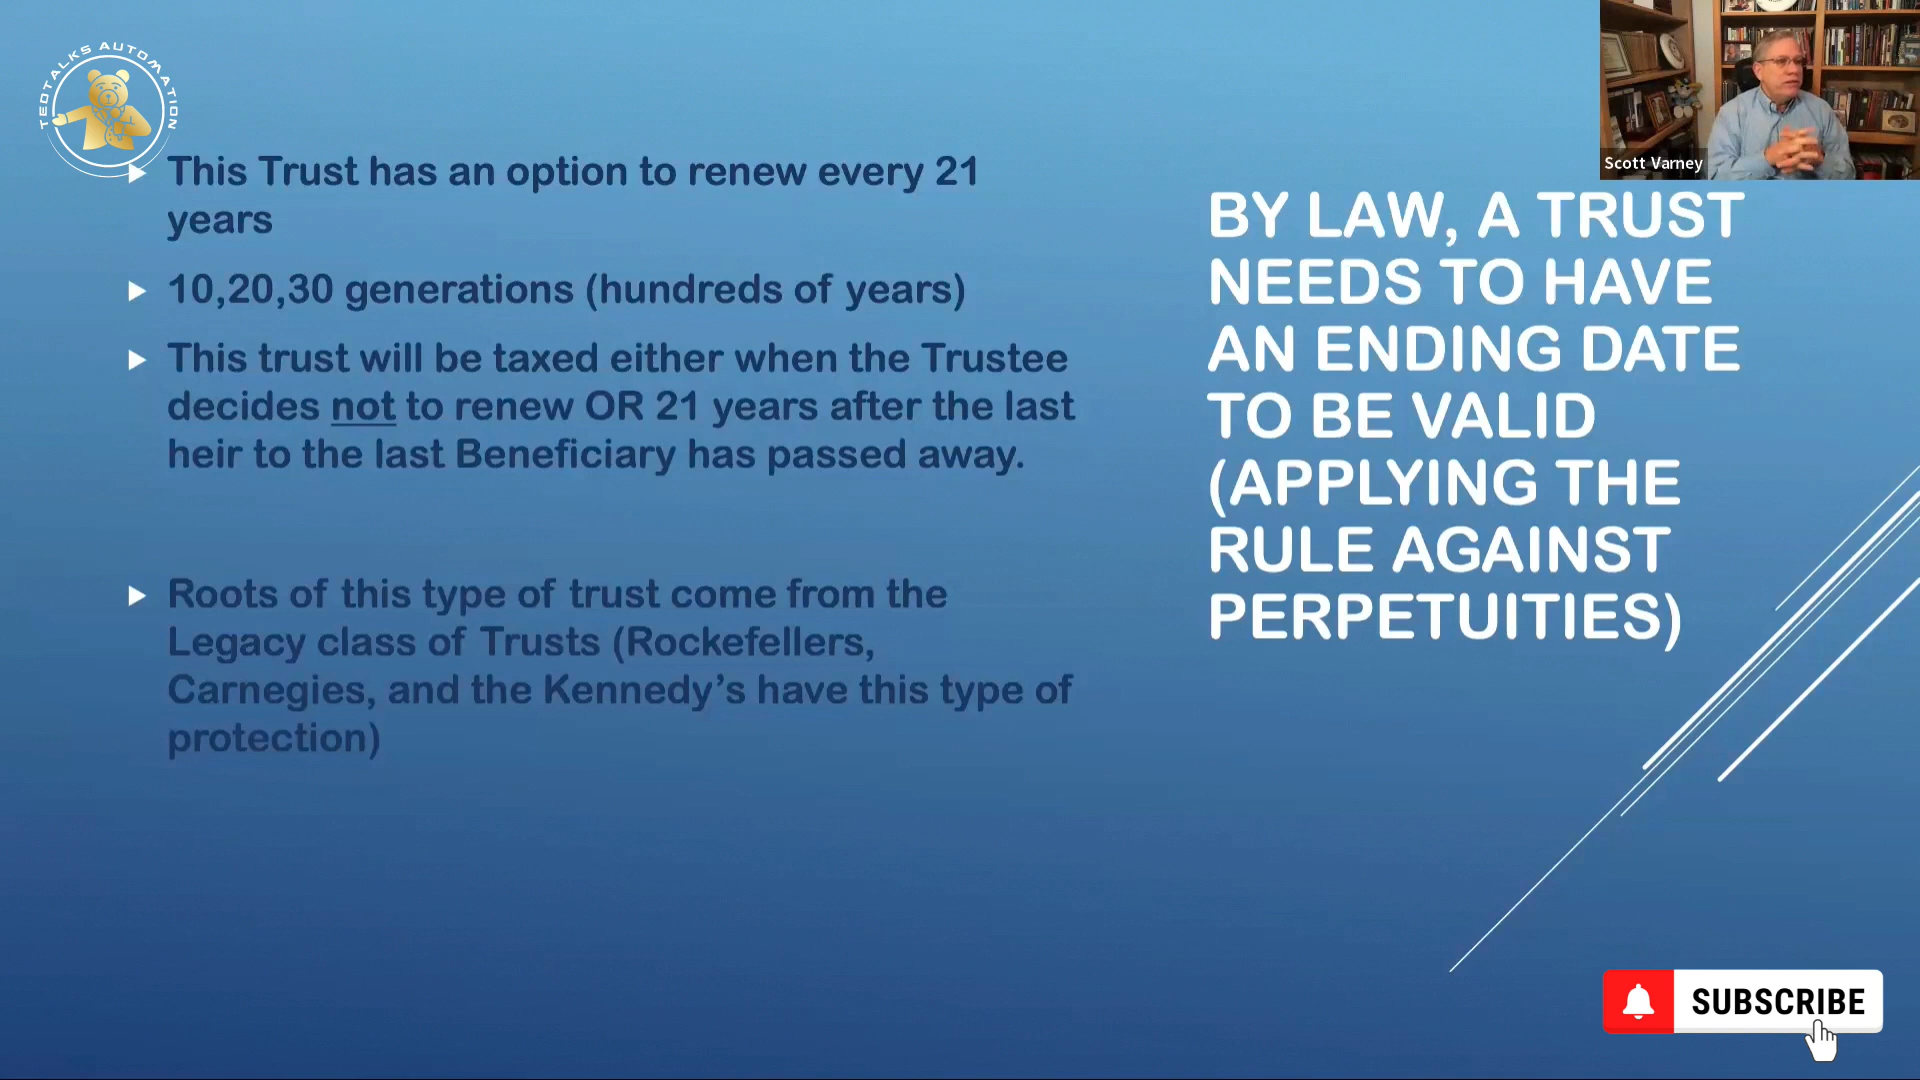 TEDTALKS AUTOMATION
This Trust has an option to renew every 21
years
10,20,30 generations (hundreds of years)
This trust will be taxed either when the Trustee
decides not to renew OR 21 years after the last
heir to the last Beneficiary has passed away.
Roots of this type of trust come from the
Legacy class of Trusts (Rockefellers,
Carnegies, and the Kennedy’s have this type of
protection)
Scott Varney
BY LAW, A TRUST
NEEDS TO HAVE
AN ENDING DATE
TO BE VALID
(APPLYING THE
RULE AGAINST
PERPETUITIES)
SUBSCRIBE